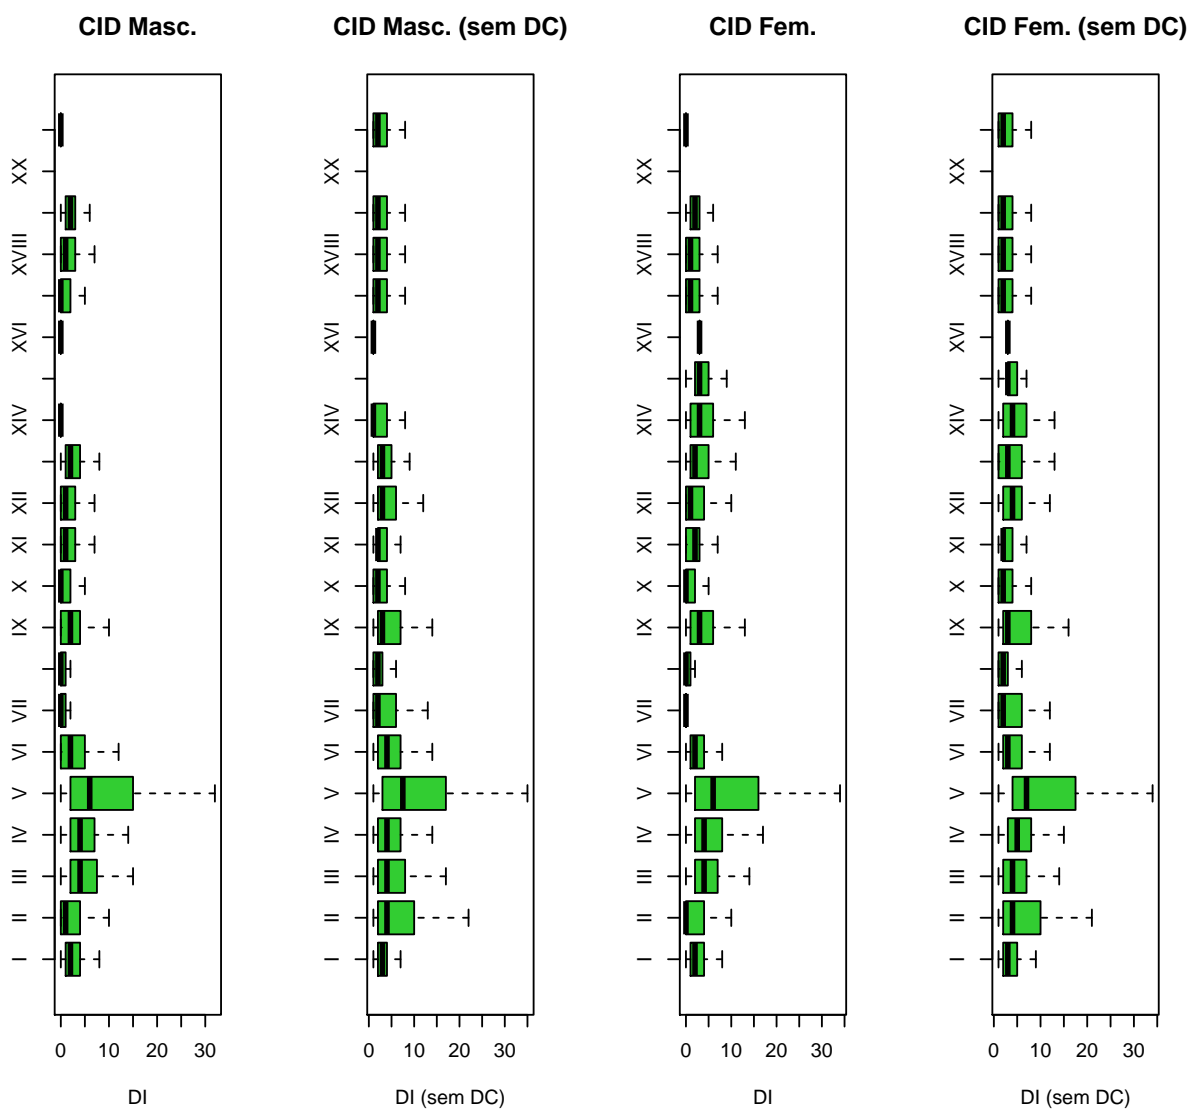 CID Masc.
XX
XVIII
XVI
XIV
XII
XI
X
IX
VII
VI
V
IV
III
II
I
0 10 20 30
DI
CID Masc. (sem DC)
XX
XVIII
XVI
XIV
XII
XI
X
IX
VII
VI
V
IV
III
II
I
0 10 20 30
DI (sem DC)
CID Fem.
XX
XVIII
XVI
XIV
XII
XI
X
IX
VII
VI
V
IV
III
II
I
0 10 20 30
DI
CID Fem. (sem DC)
XX
XVIII
XVI
XIV
XII
XI
X
IX
VII
VI
V
IV
III
II
I
0 10 20 30
DI (sem DC)